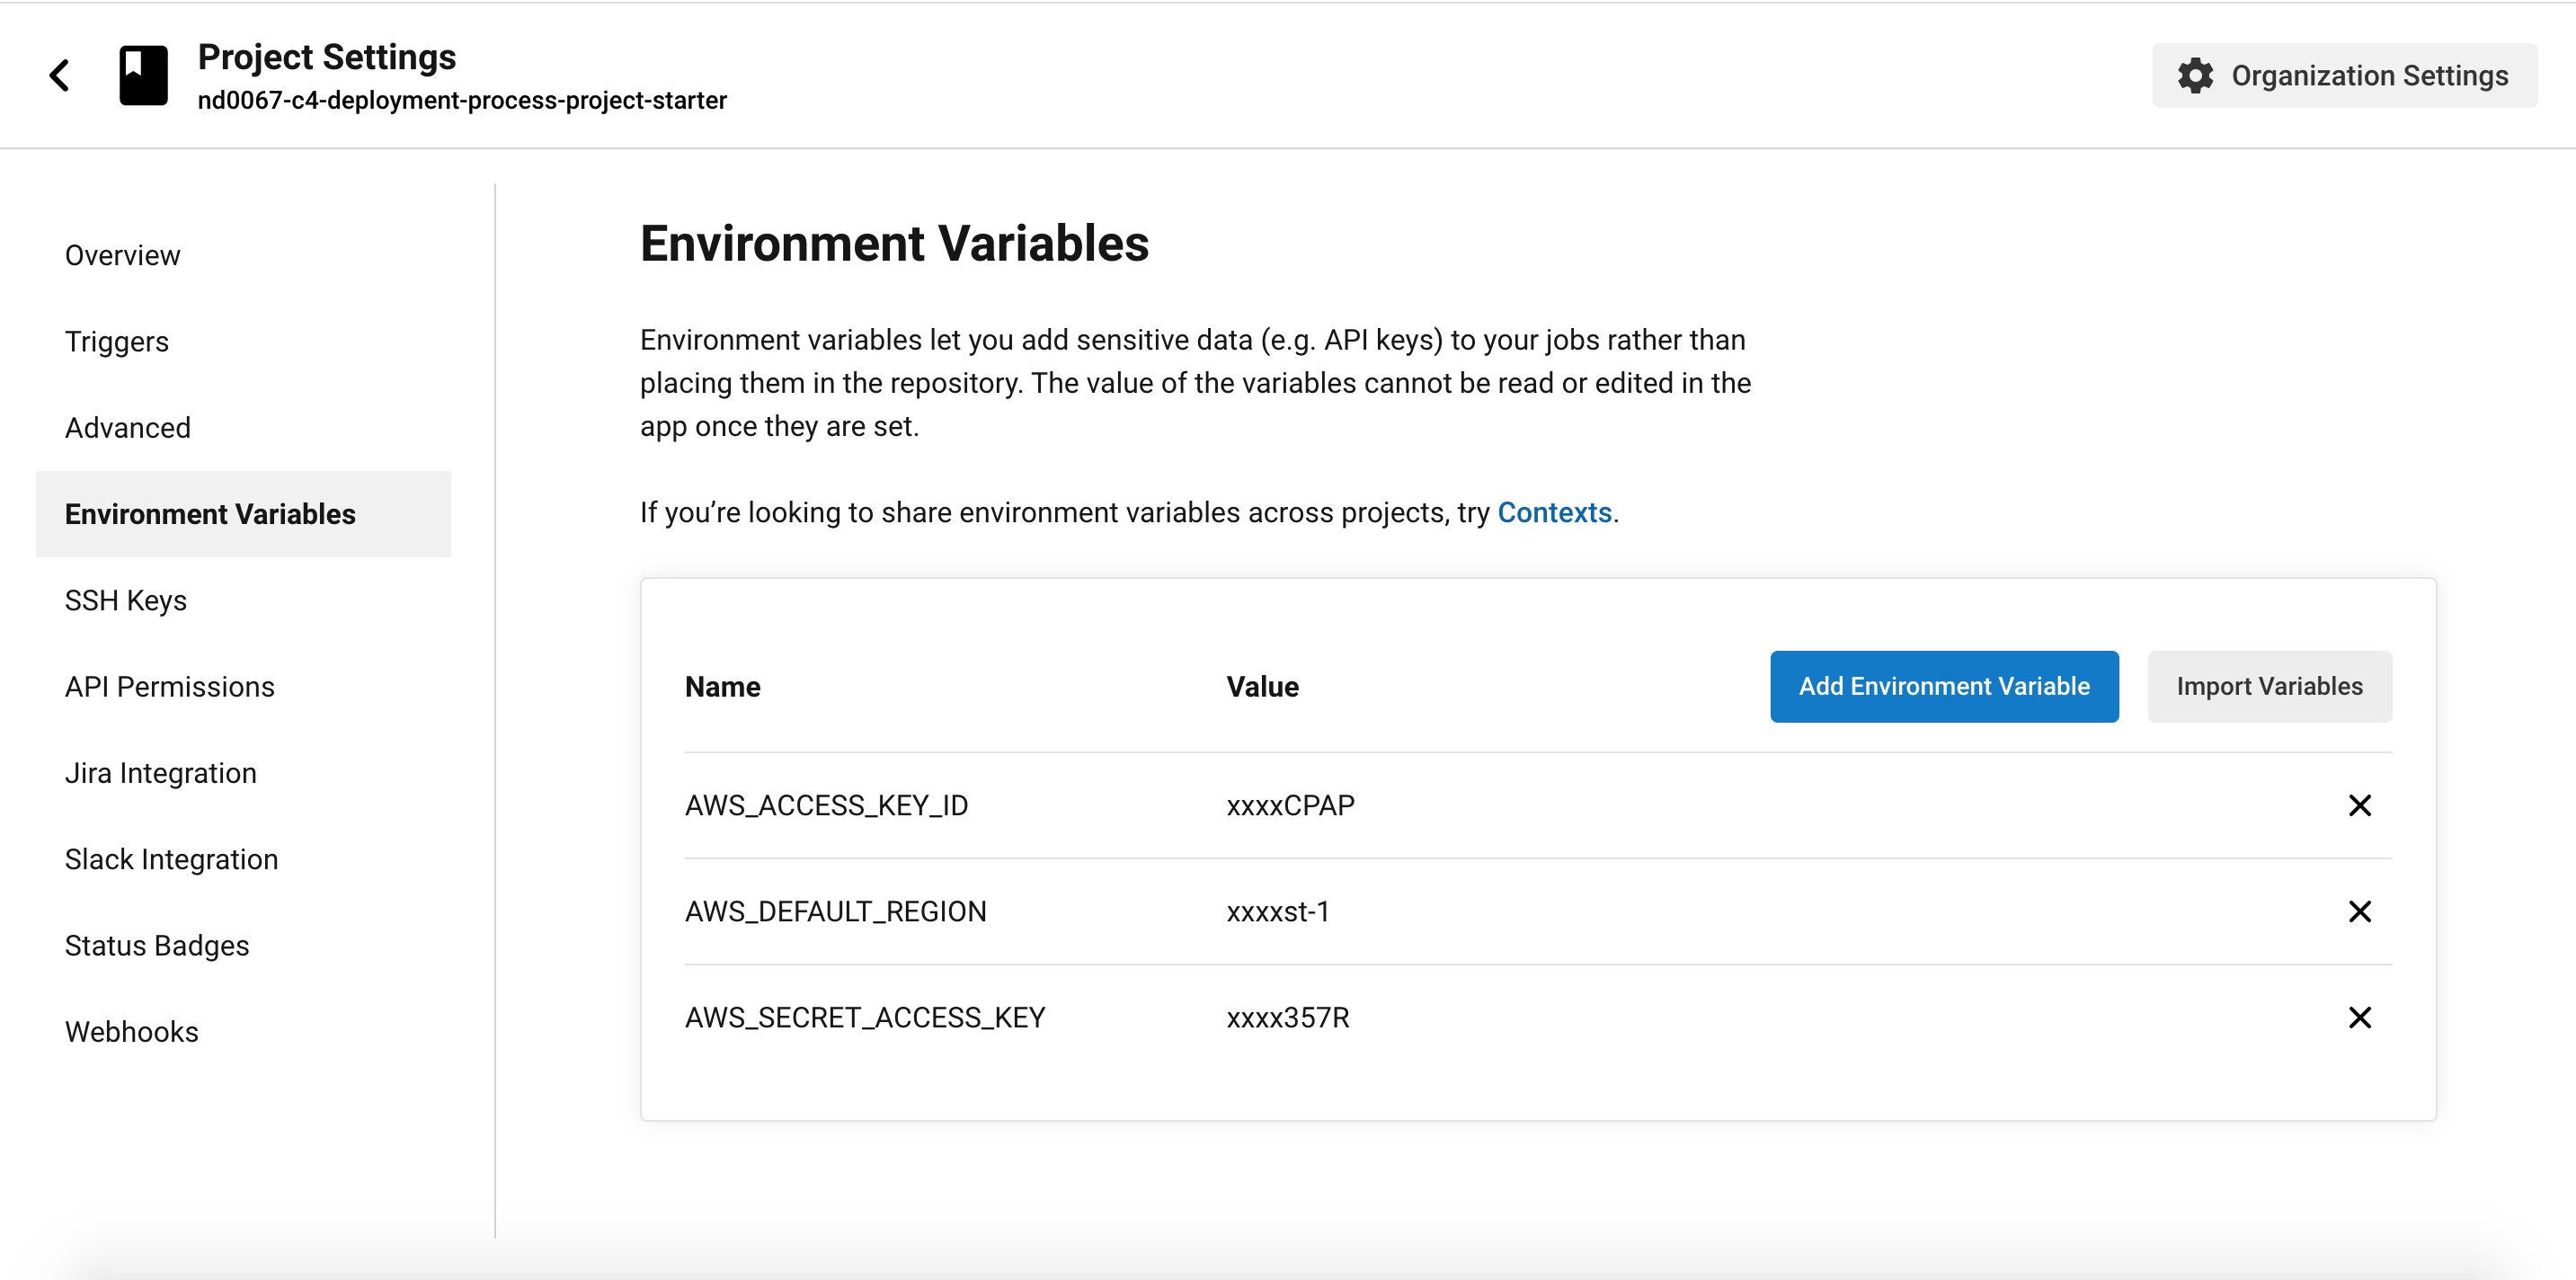 Project Settings
nd0067-c4-deployment-process-project-starter
Organization Settings
Overview
Triggers
Advanced
Environment Variables
SSH Keys
API Permissions
Jira Integration
Slack Integration
Status Badges
Webhooks
Environment Variables
Environment variables let you add sensitive data (e.g. API keys) to your jobs rather than
placing them in the repository. The value of the variables cannot be read or edited in the
app once they are set.
If you’re looking to share environment variables across projects, try Contexts.
Name Value Add Environment Variable Import Variables
AWS_ACCESS_KEY_ID xxxxCPAP
AWS_DEFAULT_REGION xxxxst-1
AWS_SECRET_ACCESS_KEY xxxx357R